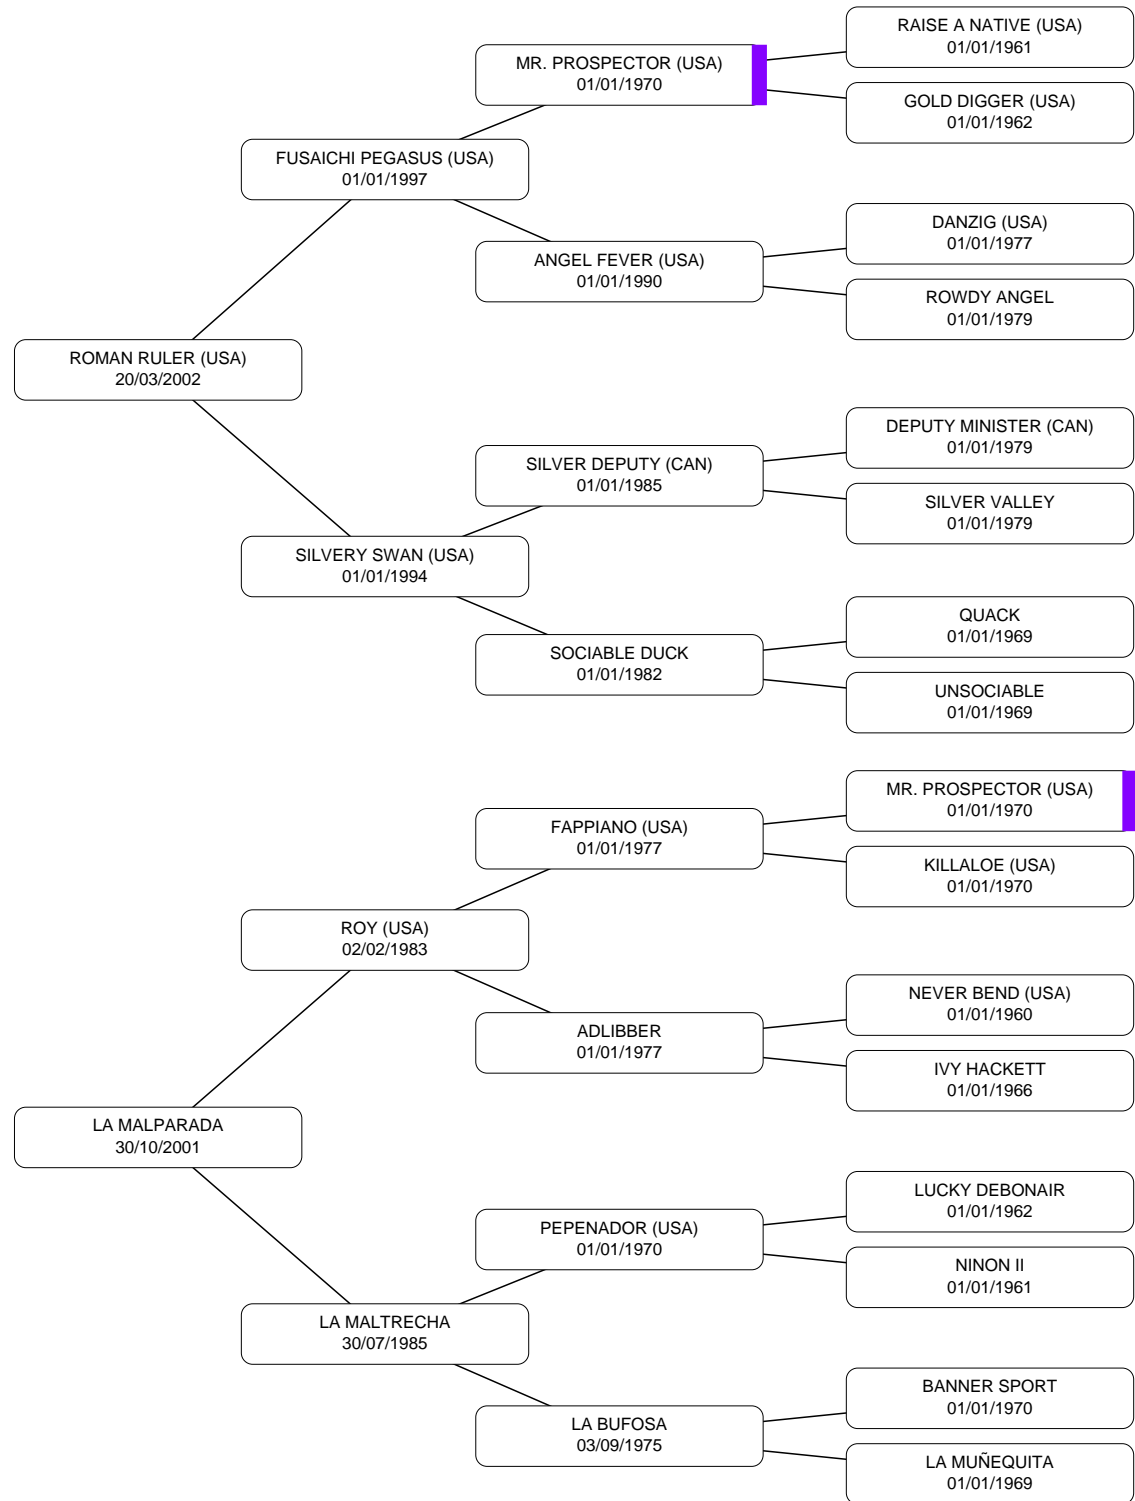 RAISE A NATIVE (USA)
01/01/1961
MR. PROSPECTOR (USA)
01/01/1970
GOLD DIGGER (USA)
01/01/1962
FUSAICHI PEGASUS (USA)
01/01/1997
DANZIG (USA)
01/01/1977
ANGEL FEVER (USA)
01/01/1990
ROWDY ANGEL
01/01/1979
ROMAN RULER (USA)
20/03/2002
DEPUTY MINISTER (CAN)
01/01/1979
SILVER DEPUTY (CAN)
01/01/1985
SILVER VALLEY
01/01/1979
SILVERY SWAN (USA)
01/01/1994
QUACK
01/01/1969
SOCIABLE DUCK
01/01/1982
UNSOCIABLE
01/01/1969
MR. PROSPECTOR (USA)
01/01/1970
FAPPIANO (USA)
01/01/1977
KILLALOE (USA)
01/01/1970
ROY (USA)
02/02/1983
NEVER BEND (USA)
01/01/1960
ADLIBBER
01/01/1977
IVY HACKETT
01/01/1966
LA MALPARADA
30/10/2001
LUCKY DEBONAIR
01/01/1962
PEPENADOR (USA)
01/01/1970
NINON II
01/01/1961
LA MALTRECHA
30/07/1985
BANNER SPORT
01/01/1970
LA BUFOSA
03/09/1975
LA MUÑEQUITA
01/01/1969